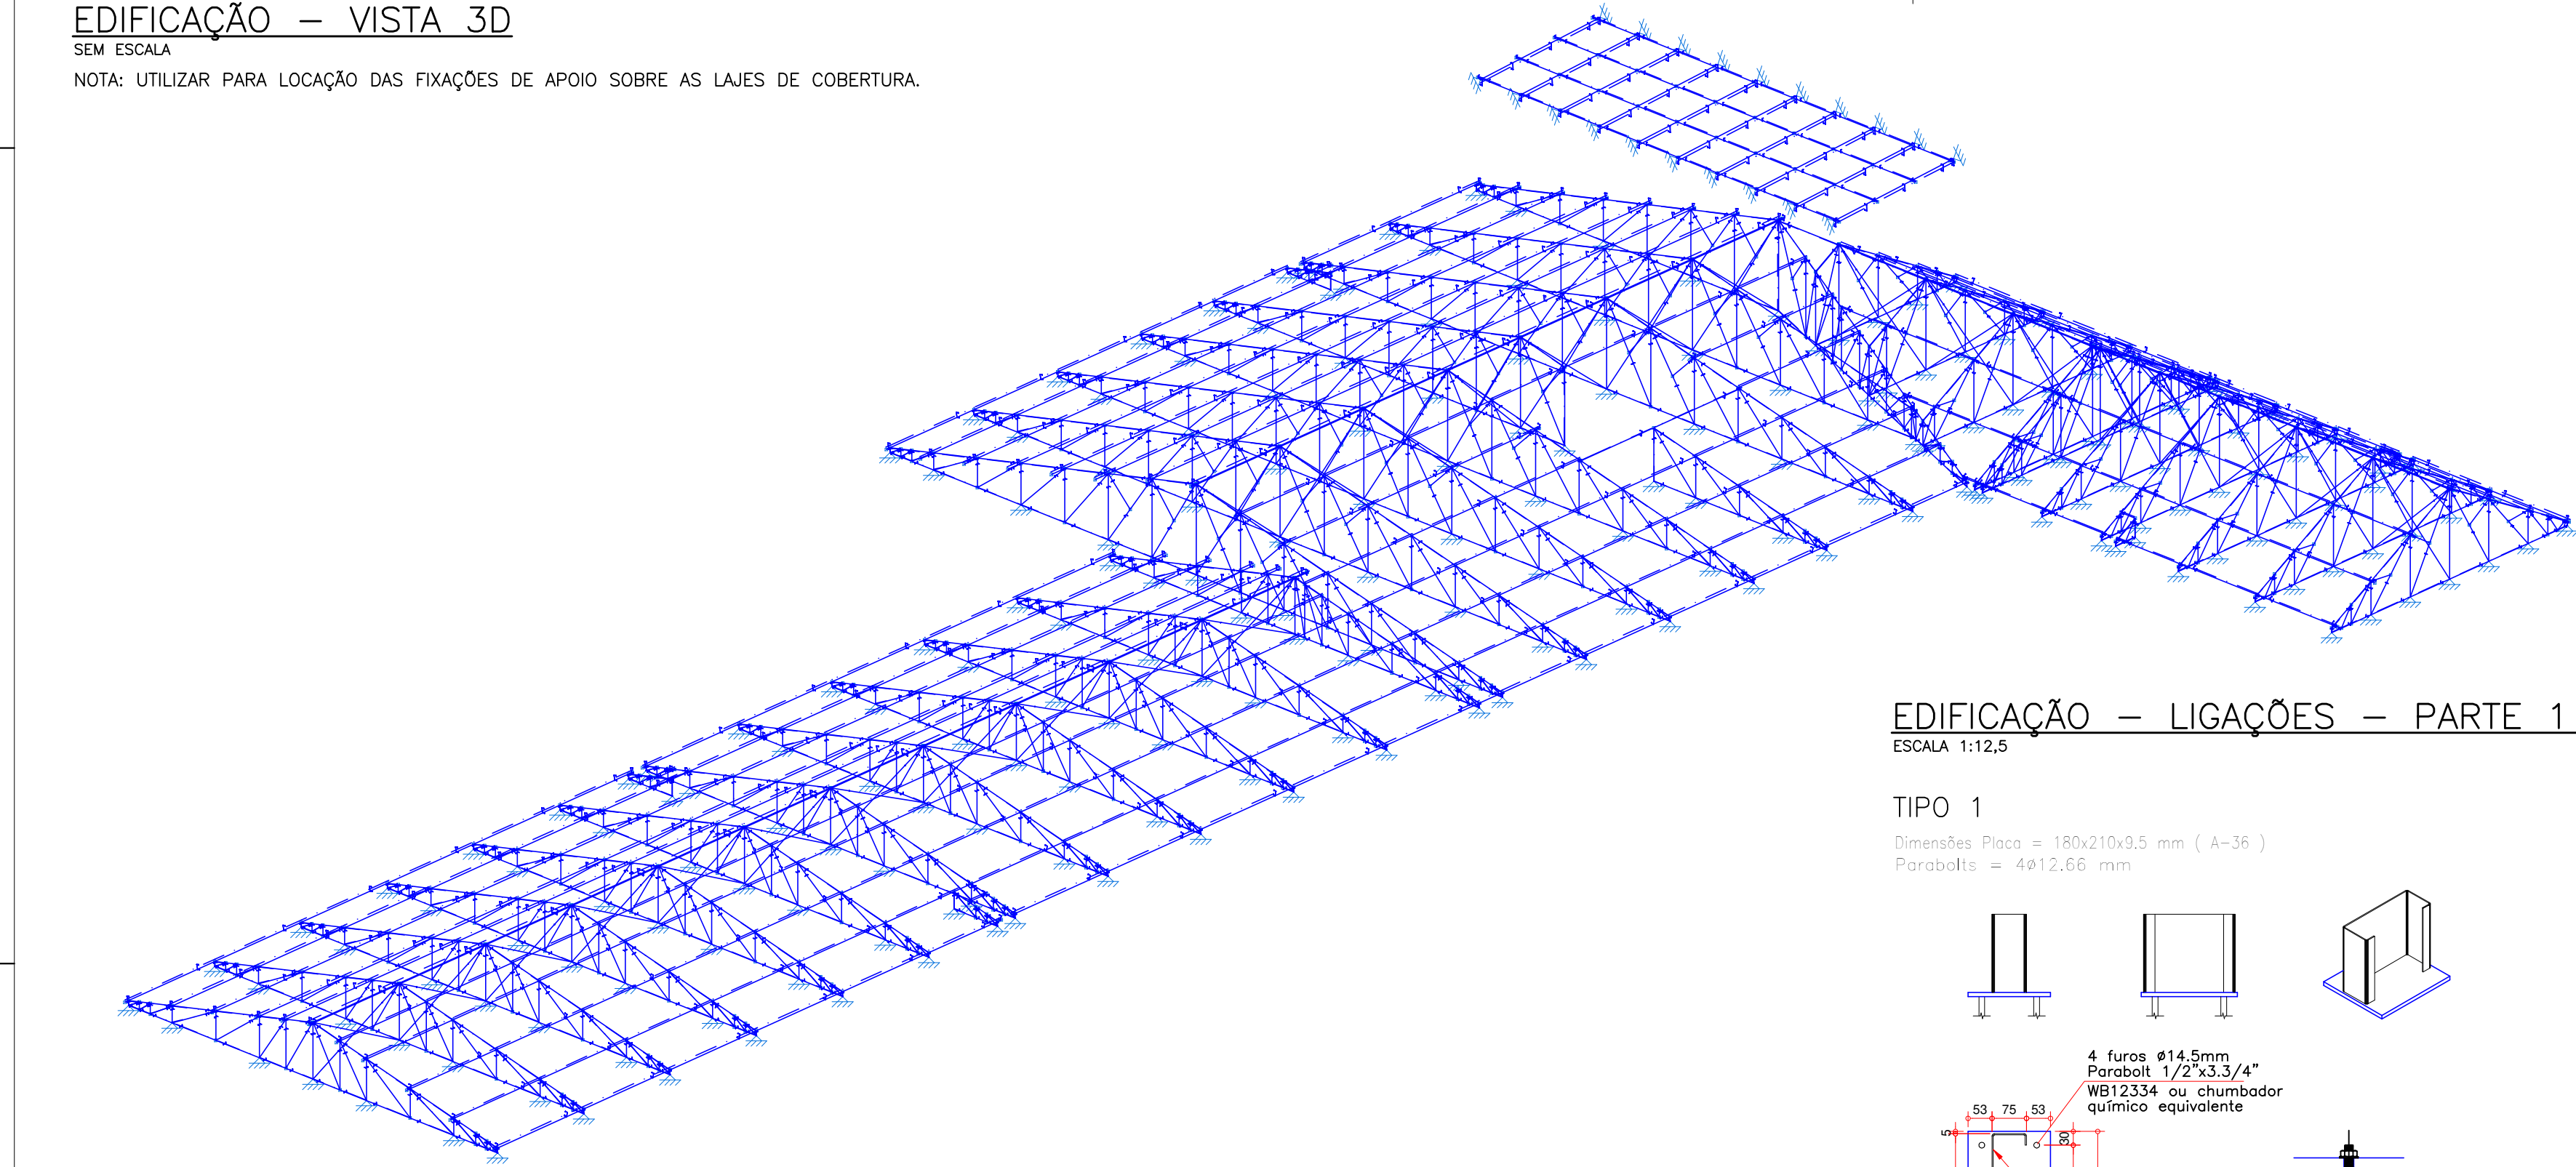 EDIFICAÇÃO – VISTA 3D
SEM ESCALA
NOTA: UTILIZAR PARA LOCAÇÃO DAS FIXAÇÕES DE APOIO SOBRE AS LAJES DE COBERTURA.
EDIFICAÇÃO – LIGAÇÕES – PARTE 1
ESCALA 1:12,5
TIPO 1
Dimensões Placa = 180x210x9.5 mm ( A-36 )
Parabolts = 4ø12.66 mm
4 furos ø14.5mm
Parabolt 1/2"x3.3/4"
WB12334 ou chumbador
químico equivalente
53 75 53
5
30